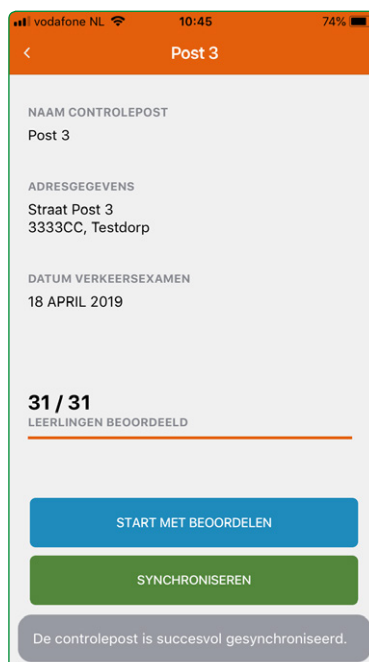 vodafone NL 10:45 74%
Post 3
NAAM CONTROLEPOST
Post 3
ADRESGEGEVENS
Straat Post 3
3333CC, Testdorp
DATUM VERKEERSEXAMEN
18 APRIL 2019
31 / 31
LEERLINGEN BEOORDEELD
START MET BEOORDELEN
SYNCHRONISEREN
De controlepost is succesvol gesynchroniseerd.